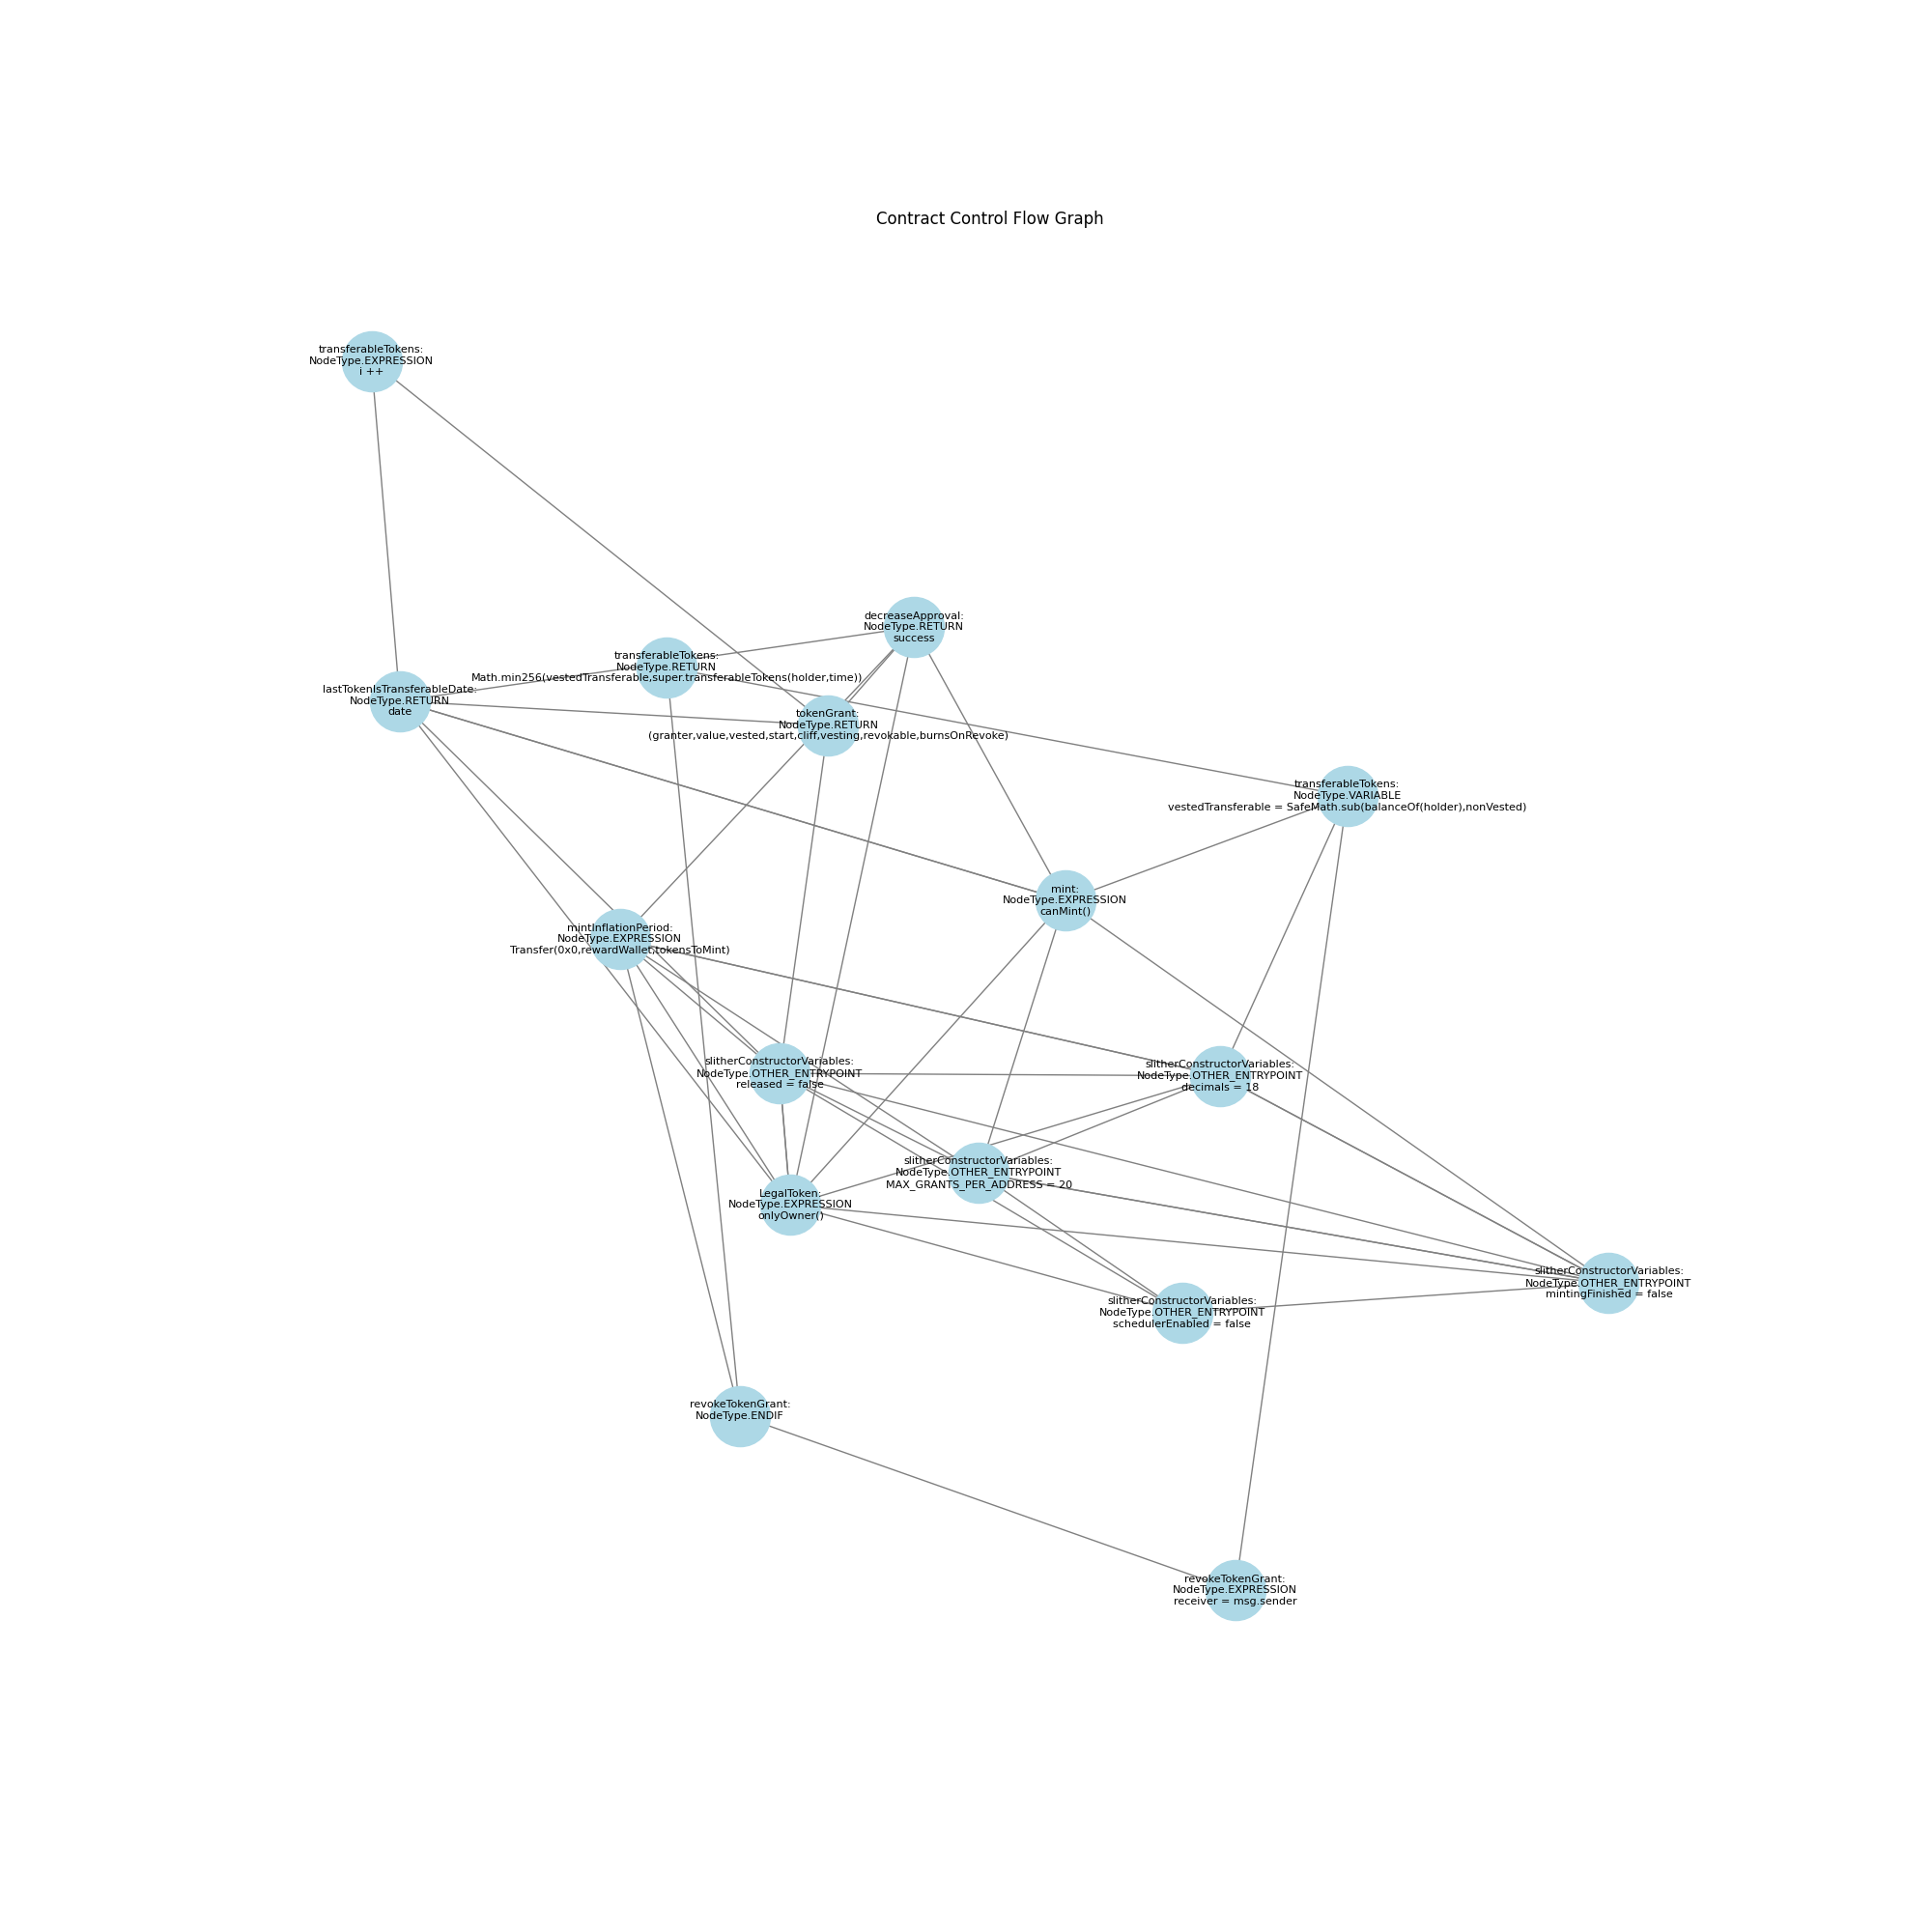 Contract Control Flow Graph
transferableTokens:
NodeType.EXPRESSION
i ++
decreaseApproval:
NodeType.RETURN
success
transferableTokens:
NodeType.RETURN
Math.min256(vestedTransferable,super.transferableTokens(holder,time))
lastTokenIsTransferableDate:
NodeType.RETURN
date
tokenGrant:
NodeType.RETURN
(granter,value,vested,start,cliff,vesting,revokable,burnsOnRevoke)
transferableTokens:
NodeType.VARIABLE
vestedTransferable = SafeMath.sub(balanceOf(holder),nonVested)
mint:
NodeType.EXPRESSION
canMint()
mintInflationPeriod:
NodeType.EXPRESSION
Transfer(0x0,rewardWallet,tokensToMint)
slitherConstructorVariables:
NodeType.OTHER_ENTRYPOINT
released = false
slitherConstructorVariables:
NodeType.OTHER_ENTRYPOINT
decimals = 18
slitherConstructorVariables:
NodeType.OTHER_ENTRYPOINT
MAX_GRANTS_PER_ADDRESS = 20
LegalToken:
NodeType.EXPRESSION
onlyOwner()
slitherConstructorVariables:
NodeType.OTHER_ENTRYPOINT
mintingFinished = false
slitherConstructorVariables:
NodeType.OTHER_ENTRYPOINT
schedulerEnabled = false
revokeTokenGrant:
NodeType.ENDIF
revokeTokenGrant:
NodeType.EXPRESSION
receiver = msg.sender